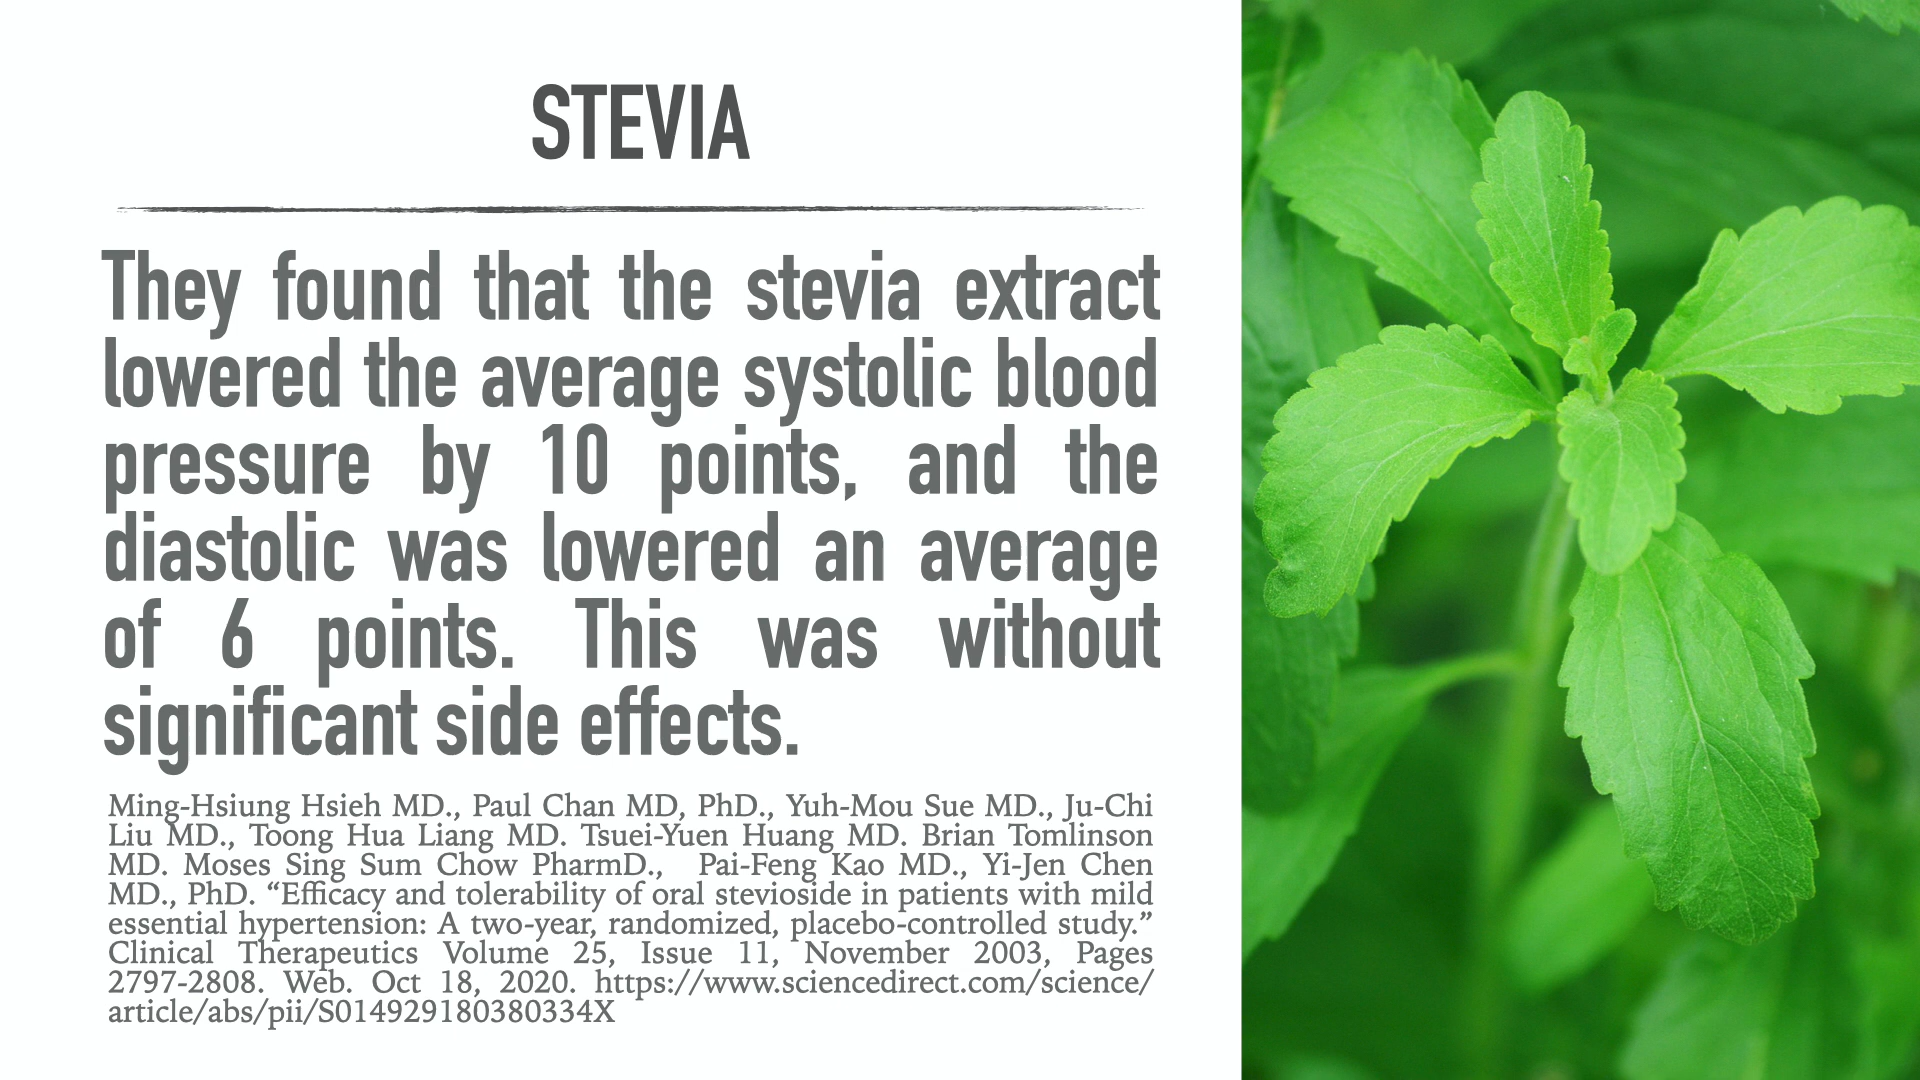 STEVIA
They found that the stevia extract
lowered the average systolic blood
pressure by 10 points, and the
diastolic was lowered an average
of 6 points. This was without
significant side effects.
Ming-Hsiung Hsieh MD., Paul Chan MD, PhD., Yuh-Mou Sue MD., Ju-Chi
Liu MD., Toong Hua Liang MD. Tsuei-Yuen Huang MD. Brian Tomlinson
MD. Moses Sing Sum Chow PharmD., Pai-Feng Kao MD., Yi-Jen Chen
MD., PhD. “Efficacy and tolerability of oral stevioside in patients with mild
essential hypertension: A two-year, randomized, placebo-controlled study.”
Clinical Therapeutics Volume 25, Issue 11, November 2003, Pages
2797-2808. Web. Oct 18, 2020. https://www.sciencedirect.com/science/
article/abs/pii/S014929180380334X